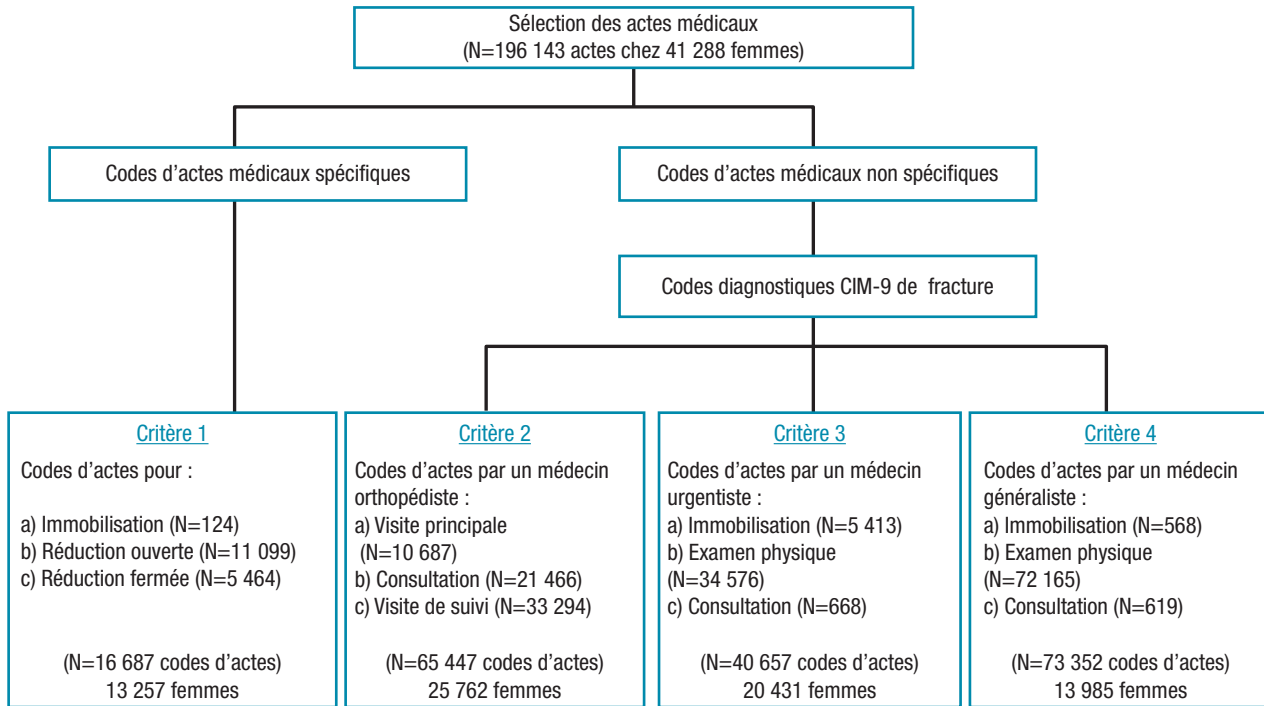 Sélection des actes médicaux
(N=196 143 actes chez 41 288 femmes)
Codes d'actes médicaux spécifiques
Codes d'actes médicaux non spécifiques
Codes diagnostiques CIM-9 de fracture
Critère 1
Codes d'actes pour :
a) Immobilisation (N=124)
b) Réduction ouverte (N=11 099)
c) Réduction fermée (N=5 464)
(N=16 687 codes d'actes)
13 257 femmes
Critère 2
Codes d'actes par un médecin
orthopédiste :
a) Visite principale
(N=10 687)
b) Consultation (N=21 466)
c) Visite de suivi (N=33 294)
(N=65 447 codes d'actes)
25 762 femmes
Critère 3
Codes d'actes par un médecin
urgentiste :
a) Immobilisation (N=5 413)
b) Examen physique
(N=34 576)
c) Consultation (N=668)
(N=40 657 codes d'actes)
20 431 femmes
Critère 4
Codes d'actes par un médecin
généraliste :
a) Immobilisation (N=568)
b) Examen physique
(N=72 165)
c) Consultation (N=619)
(N=73 352 codes d'actes)
13 985 femmes